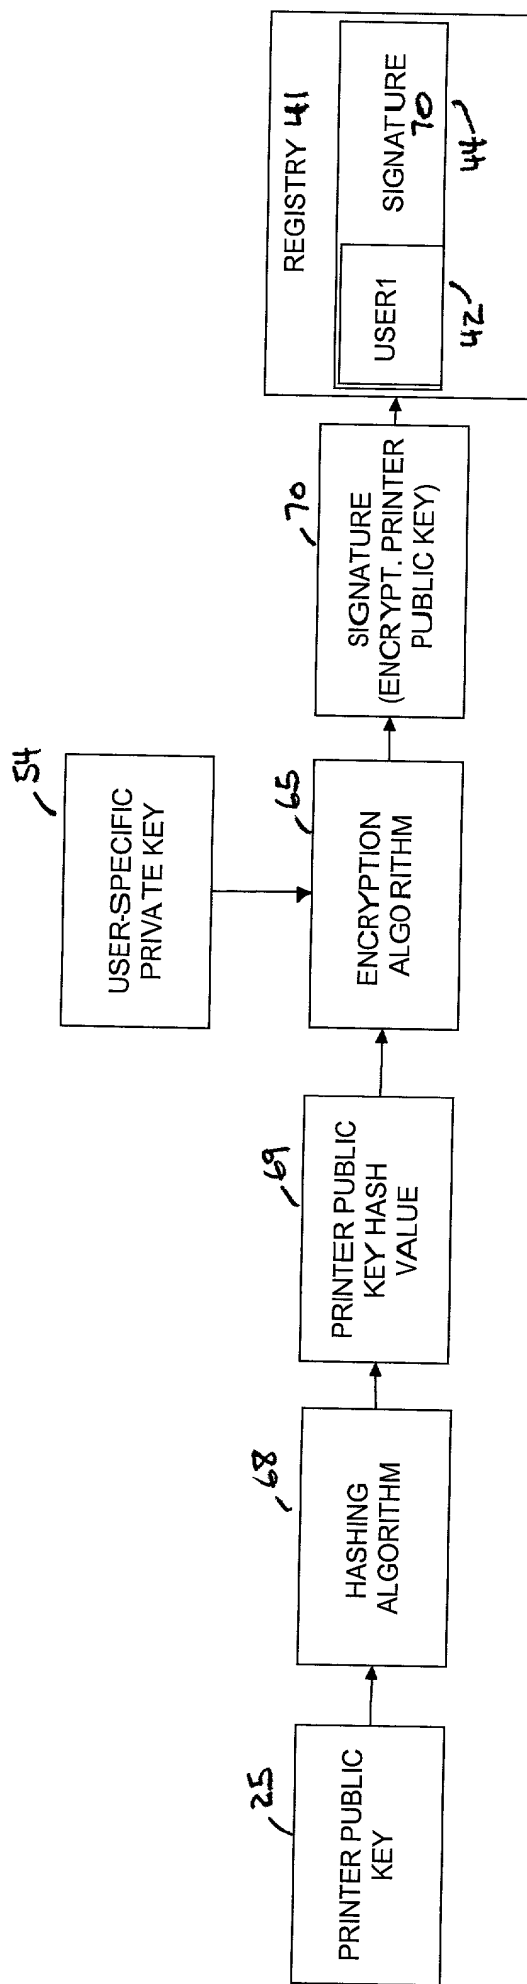 25
PRINTER PUBLIC
KEY
68
HASHING
ALGORITHM
69
PRINTER PUBLIC
KEY HASH
VALUE
54
USER-SPECIFIC
PRIVATE KEY
65
ENCRYPTION
ALGORITHM
70
SIGNATURE
(ENCRYPT. PRINTER
PUBLIC KEY)
REGISTRY 41
USER1
SIGNATURE
70
42
44